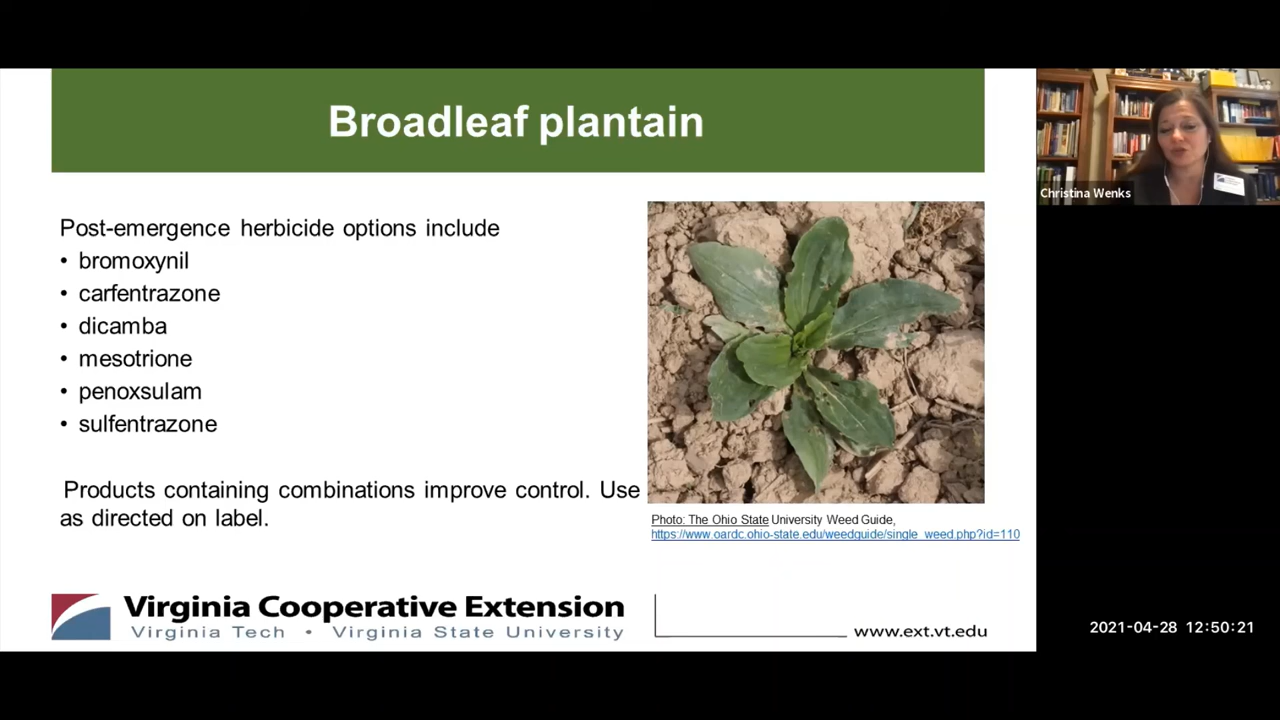 Broadleaf plantain
Christina Wenks
Post-emergence herbicide options include
• bromoxynil
• carfentrazone
• dicamba
• mesotrione
• penoxsulam
• sulfentrazone
Products containing combinations improve control. Use
as directed on label.
Photo: The Ohio State University Weed Guide,
https://www.oardc.ohio-state.edu/weedguide/single_weed.php?id=110
Virginia Cooperative Extension
Virginia Tech • Virginia State University
www.ext.vt.edu
2021-04-28 12:50:21